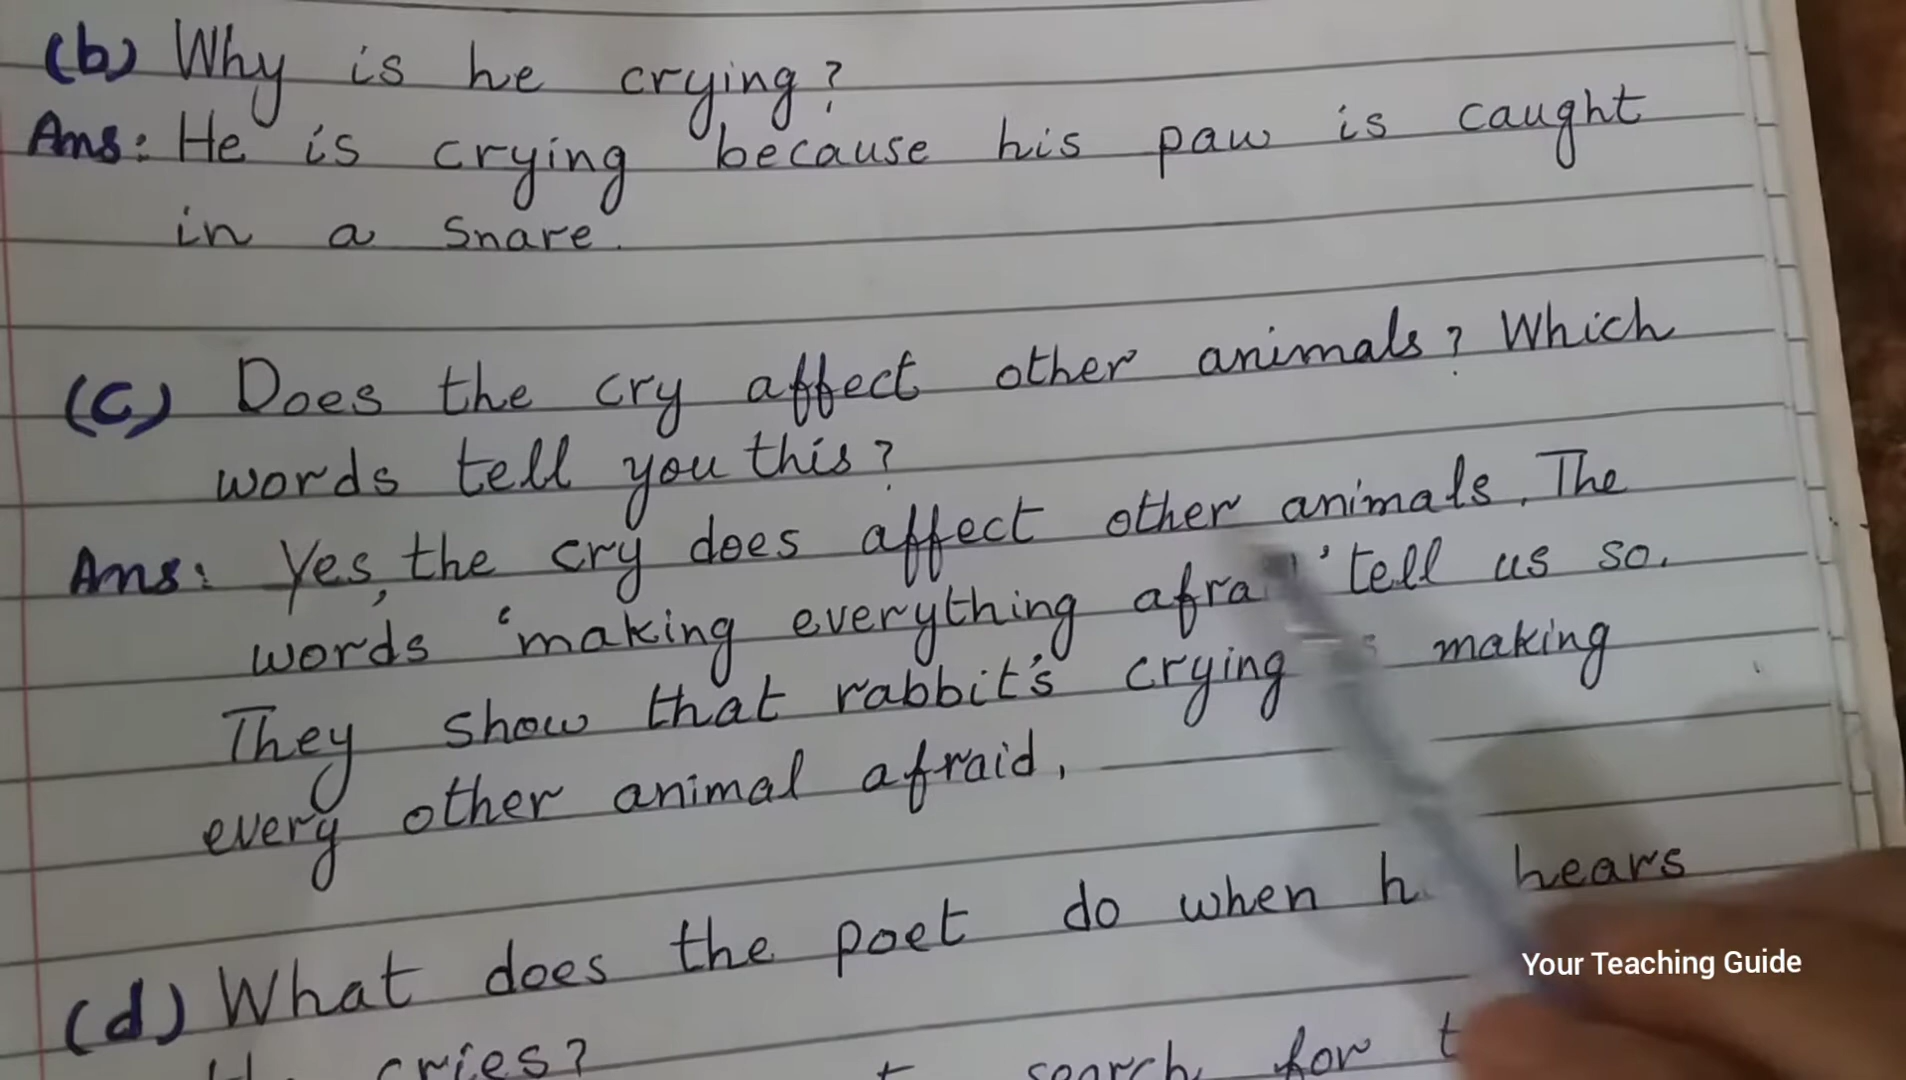 (b) Why is he crying?
Ans: He is crying because his paw is caught
in a snare.
(c) Does the cry affect other animals? Which
words tell you this?
Ans: Yes, the cry does affect other animals. The
words 'making everything afra ' tell us so.
They show that rabbit's crying making
every other animal afraid.
(d) What does the poet do when hears
cries?
search for
Your Teaching Guide